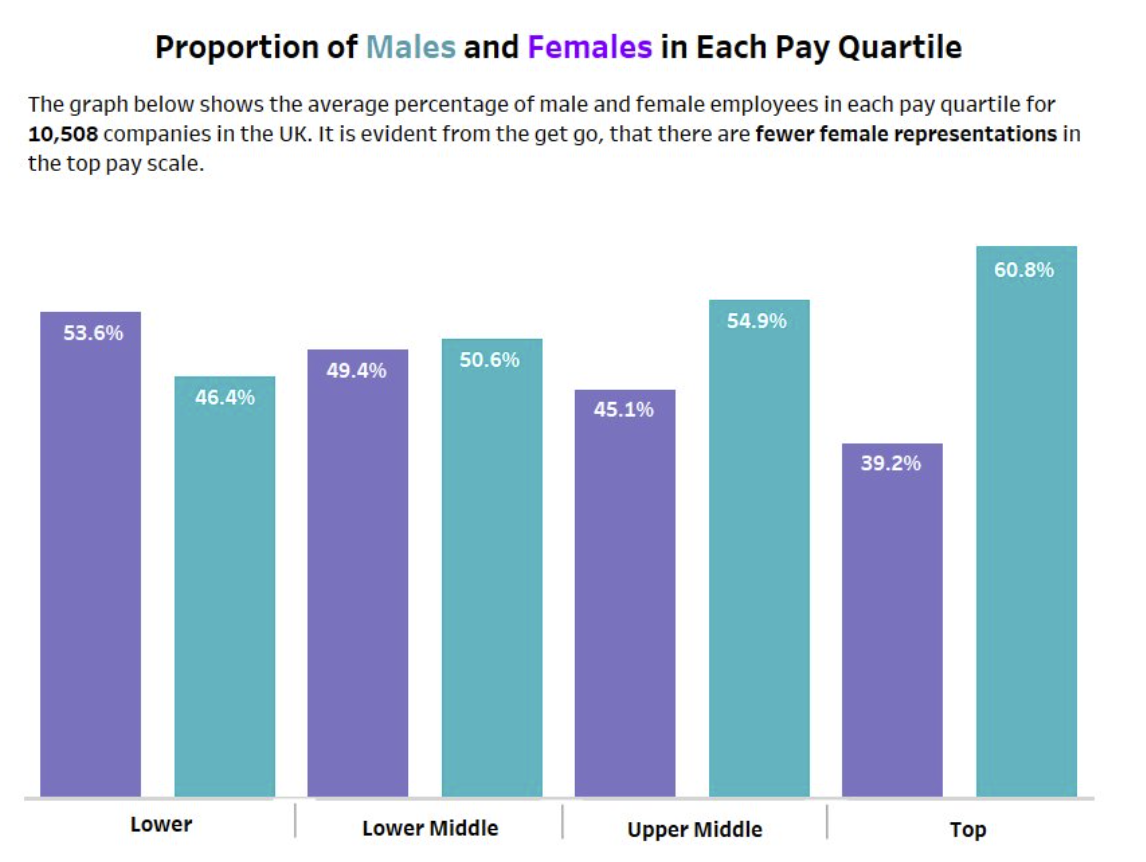 Proportion of Males and Females in Each Pay Quartile
The graph below shows the average percentage of male and female employees in each pay quartile for
10,508 companies in the UK. It is evident from the get go, that there are fewer female representations in
the top pay scale.
53.6%
46.4%
49.4%
50.6%
45.1%
54.9%
39.2%
60.8%
Lower
Lower Middle
Upper Middle
Top